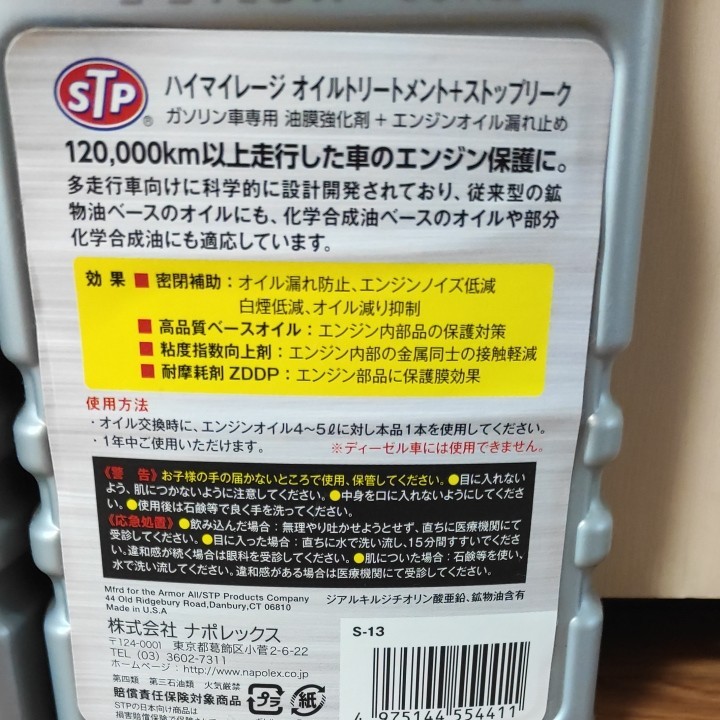 STP ®
ハイマイレージ オイルトリートメント+ストップリーク
ガソリン車専用 油膜強化剤 + エンジンオイル漏れ止め
120,000km以上走行した車のエンジン保護に。
多走行車向けに科学的に設計開発されており、従来型の鉱
物油ベースのオイルにも、化学合成油ベースのオイルや部分
化学合成油にも適応しています。
効 果 ■ 密閉補助：オイル漏れ防止、エンジンノイズ低減
白煙低減、オイル減り抑制
■ 高品質ベースオイル：エンジン内部品の保護対策
■ 粘度指数向上剤：エンジン内部の金属同士の接触軽減
■ 耐摩耗剤 ZDDP：エンジン部品に保護膜効果
使用方法
・オイル交換時に、エンジンオイル4〜5ℓに対し本品1本を使用してください。
・1年中ご使用いただけます。 ※ディーゼル車には使用できません。
《警 告》お子様の手の届かないところで使用、保管してください。●目に入れない
よう、肌につかないように注意してください。●中身を口に入れないようにしてくださ
い。●使用後は石鹸等で良く手を洗ってください。
《応急処置》●飲み込んだ場合：無理やり吐かせようとせず、直ちに医療機関にて
受診してください。●目に入った場合：直ちに水で洗い流し、15分間すすいでくださ
い。違和感が続く場合は眼科を受診してください。●肌についた場合：石鹸等を使い、
水で洗い流してください。違和感がある場合は医療機関にて受診してください。
Mfrd for the Armor All/STP Products Company
44 Old Ridgebury Road,Danbury,CT 06810
Made in U.S.A
ジアルキルジチオリン酸亜鉛、鉱物油含有
株式会社 ナポレックス
〒124-0001 東京都葛飾区小菅2-6-22
TEL (03) 3602-7311
ホームページ：http://www.napolex.co.jp
第四類 第三石油類 火気厳禁
賠償責任保険対象商品
プラ 紙
STPの日本向け商品は
S-13
4 975144 554411